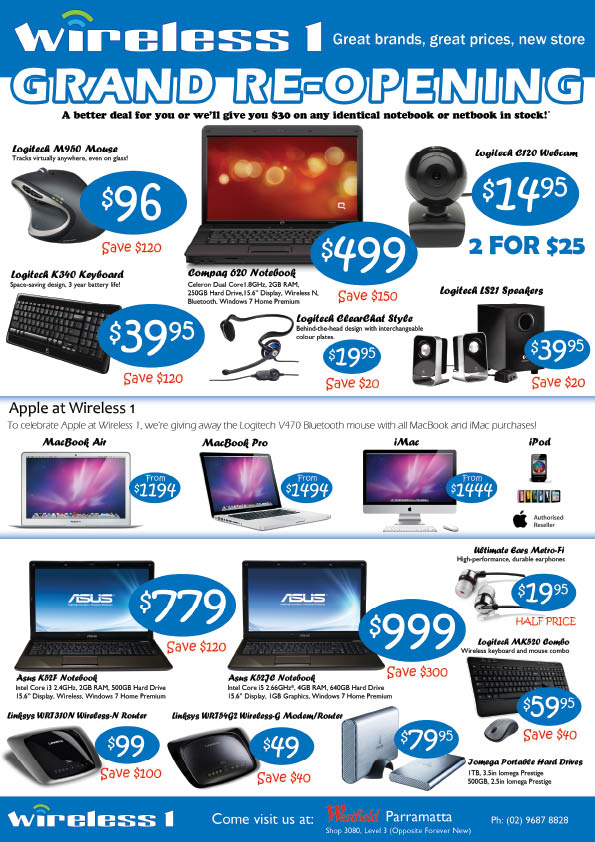 wireless 1 Great brands, great prices, new store
GRAND RE-OPENING
A better deal for you or we'll give you $30 on any identical notebook or netbook in stock!*
Logitech M950 Mouse
Tracks virtually anywhere, even on glass!
$96
Save $120
Compaq 620 Notebook
Celeron Dual Core1.8GHz, 2GB RAM,
250GB Hard Drive,15.6" Display, Wireless N,
Bluetooth, Windows 7 Home Premium
$499
Save $150
Logitech C120 Webcam
$14.95
2 FOR $25
Logitech K340 Keyboard
Space-saving design, 3 year battery life!
$39.95
Save $120
Logitech ClearChat Style
Behind-the-head design with interchangeable
colour plates.
$19.95
Save $20
Logitech LS21 Speakers
$39.95
Save $20
Apple at Wireless 1
To celebrate Apple at Wireless 1, we're giving away the Logitech V470 Bluetooth mouse with all MacBook and iMac purchases!
MacBook Air
From
$1194
MacBook Pro
From
$1494
iMac
From
$1444
iPod
Authorised
Reseller
ASUS
$779
Save $120
Asus K52F Notebook
Intel Core i3 2.4GHz, 2GB RAM, 500GB Hard Drive
15.6" Display, Wireless, Windows 7 Home Premium
ASUS
$999
Save $300
Asus K52JC Notebook
Intel Core i5 2.66GHz*, 4GB RAM, 640GB Hard Drive
15.6" Display, 1GB Graphics, Windows 7 Home Premium
Ultimate Ears Metro-Fi
High-performance, durable earphones
$19.95
HALF PRICE
Logitech MK520 Combo
Wireless keyboard and mouse combo
$59.95
Save $40
Linksys WRT310N Wireless-N Router
$99
Save $100
Linksys WRT54G2 Wireless-G Modem/Router
$49
Save $40
$79.95
Iomega Portable Hard Drives
1TB, 3.5in Iomega Prestige
500GB, 2.5in Iomega Prestige
wireless 1
Come visit us at: Westfield Parramatta
Shop 3080, Level 3 (Opposite Forever New)
Ph: (02) 9687 8828